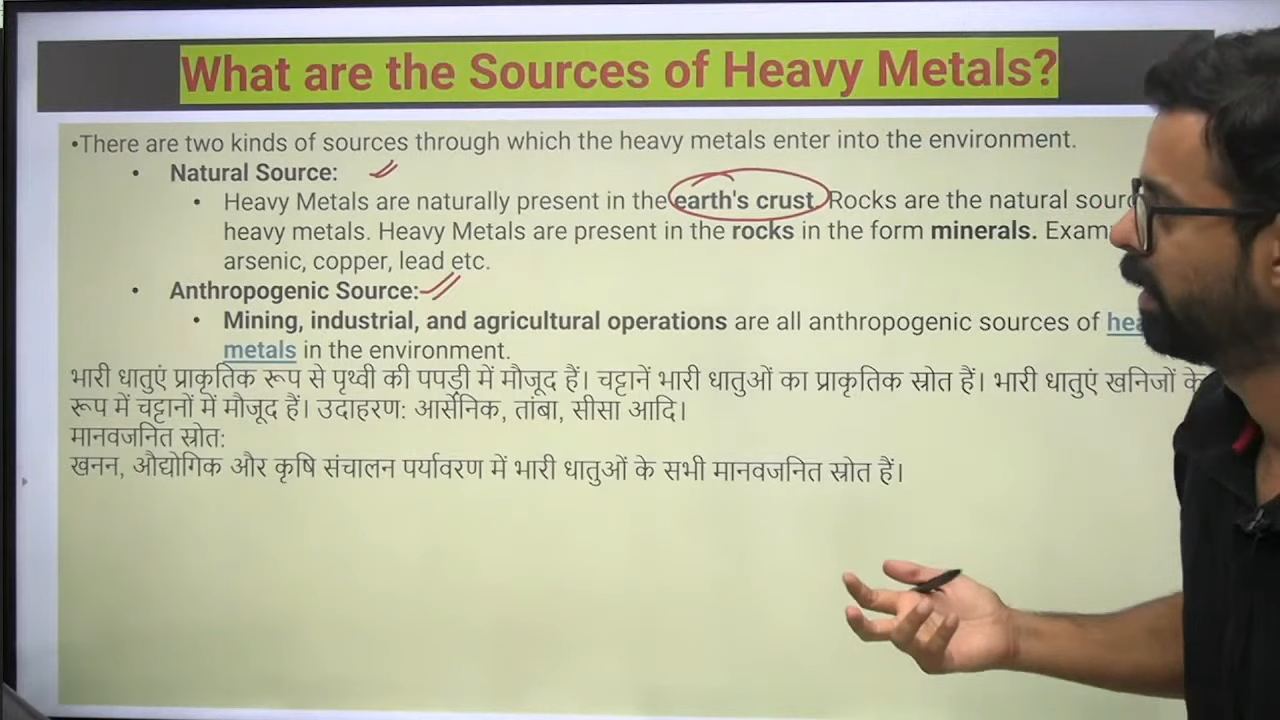 What are the Sources of Heavy Metals?
•There are two kinds of sources through which the heavy metals enter into the environment.
• Natural Source:
• Heavy Metals are naturally present in the earth's crust. Rocks are the natural
heavy metals. Heavy Metals are present in the rocks in the form minerals.
arsenic, copper, lead etc.
• Anthropogenic Source:
• Mining, industrial, and agricultural operations are all anthropogenic sources of
metals in the environment.
भारी धातुएं प्राकृतिक रूप से पृथ्वी की पपड़ी में मौजूद हैं। चट्टानें भारी धातुओं का प्राकृतिक स्रोत हैं। भारी धातुएं खनिजों के
रूप में चट्टानों में मौजूद हैं। उदाहरण: आर्सेनिक, तांबा, सीसा आदि।
मानवजनित स्रोत:
खनन, औद्योगिक और कृषि संचालन पर्यावरण में भारी धातुओं के सभी मानवजनित स्रोत हैं।